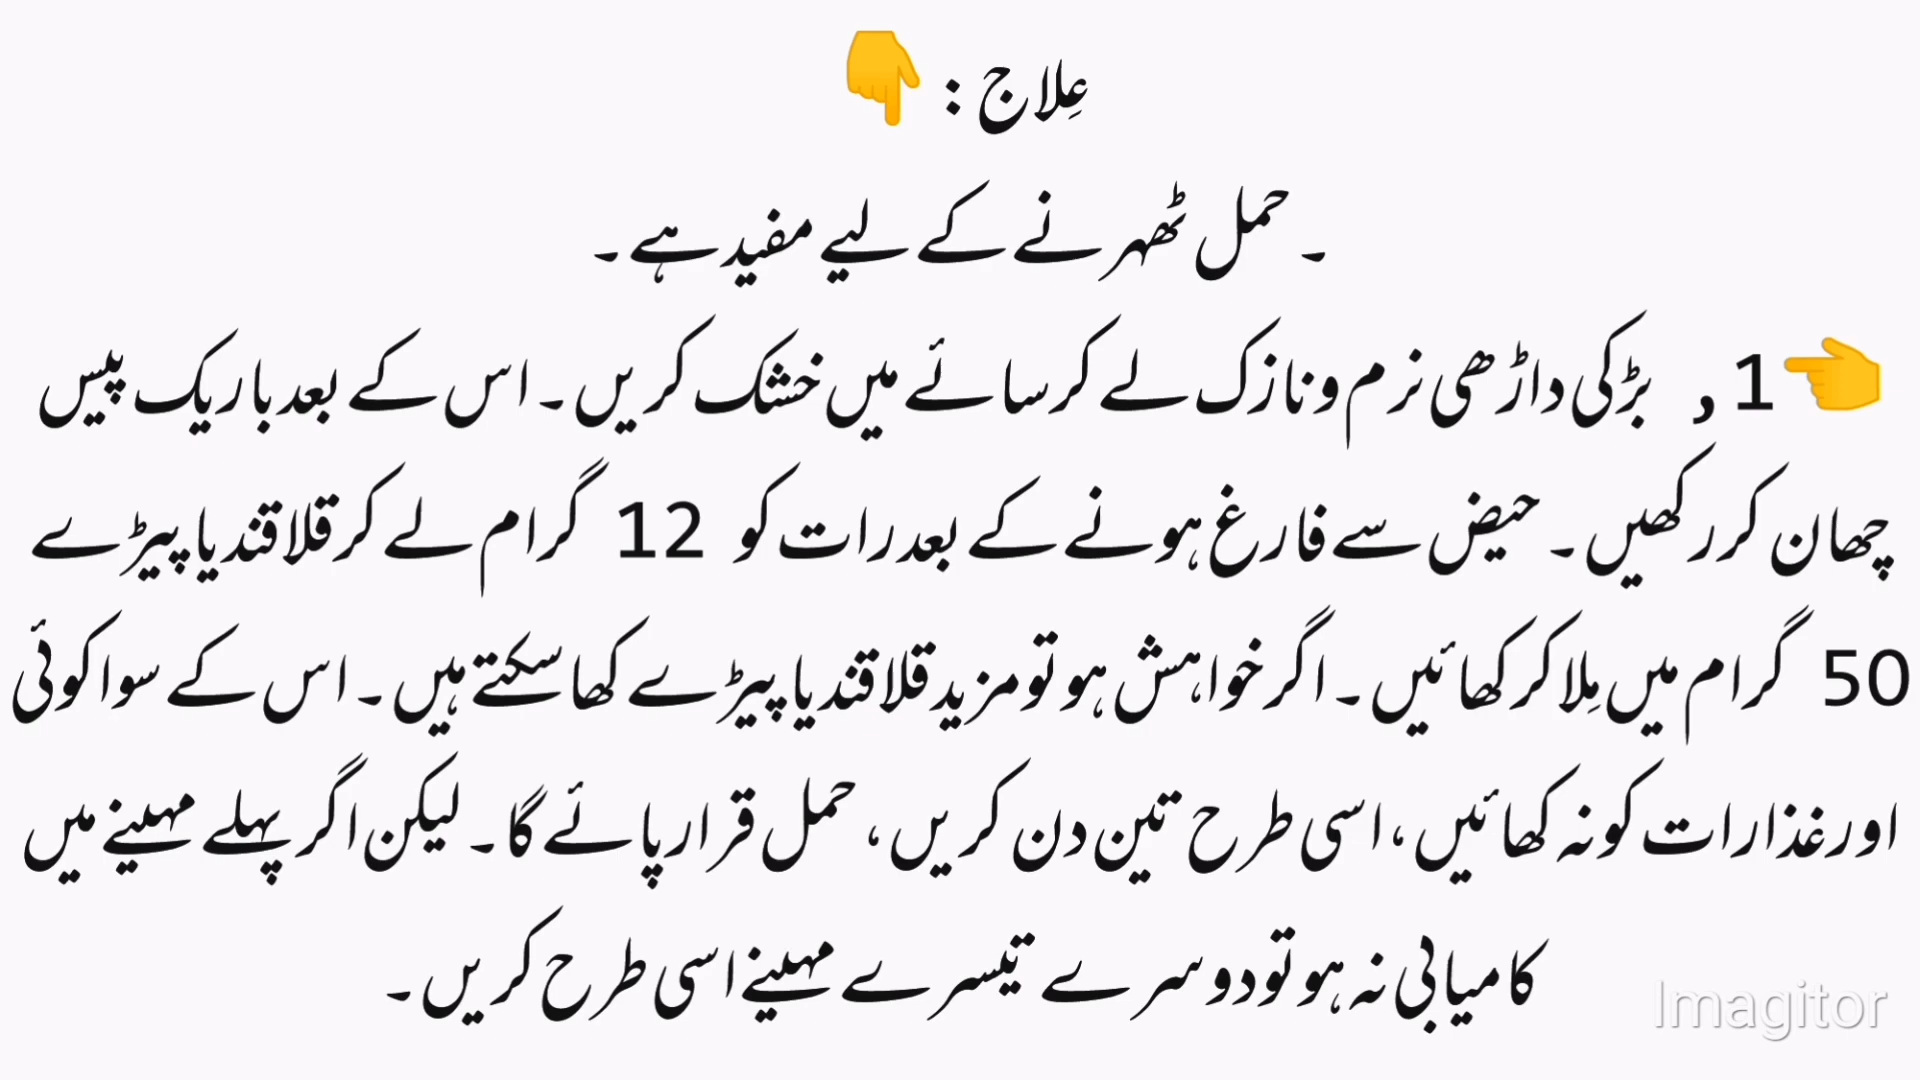 عِلاج : 👇
۔ حمل ٹھہرنے کے لیے مفید ہے۔
👈1 , بڑ کی داڑھی نرم و نازک لے کر سائے میں خشک کریں۔ اس کے بعد باریک پیس
چھان کر رکھیں۔ حیض سے فارغ ہونے کے بعد رات کو 12 گرام لے کر قلاقند یا پیڑے
50 گرام میں مِلا کر کھائیں۔ اگر خواہش ہو تو مزید قلاقند یا پیڑے کھا سکتے ہیں۔ اس کے سوا کوئی
اور غذا رات کو نہ کھائیں، اسی طرح تین دن کریں، حمل قرار پائے گا۔ لیکن اگر پہلے مہینے میں
کامیابی نہ ہو تو دوسرے تیسرے مہینے اسی طرح کریں۔
Imagitor